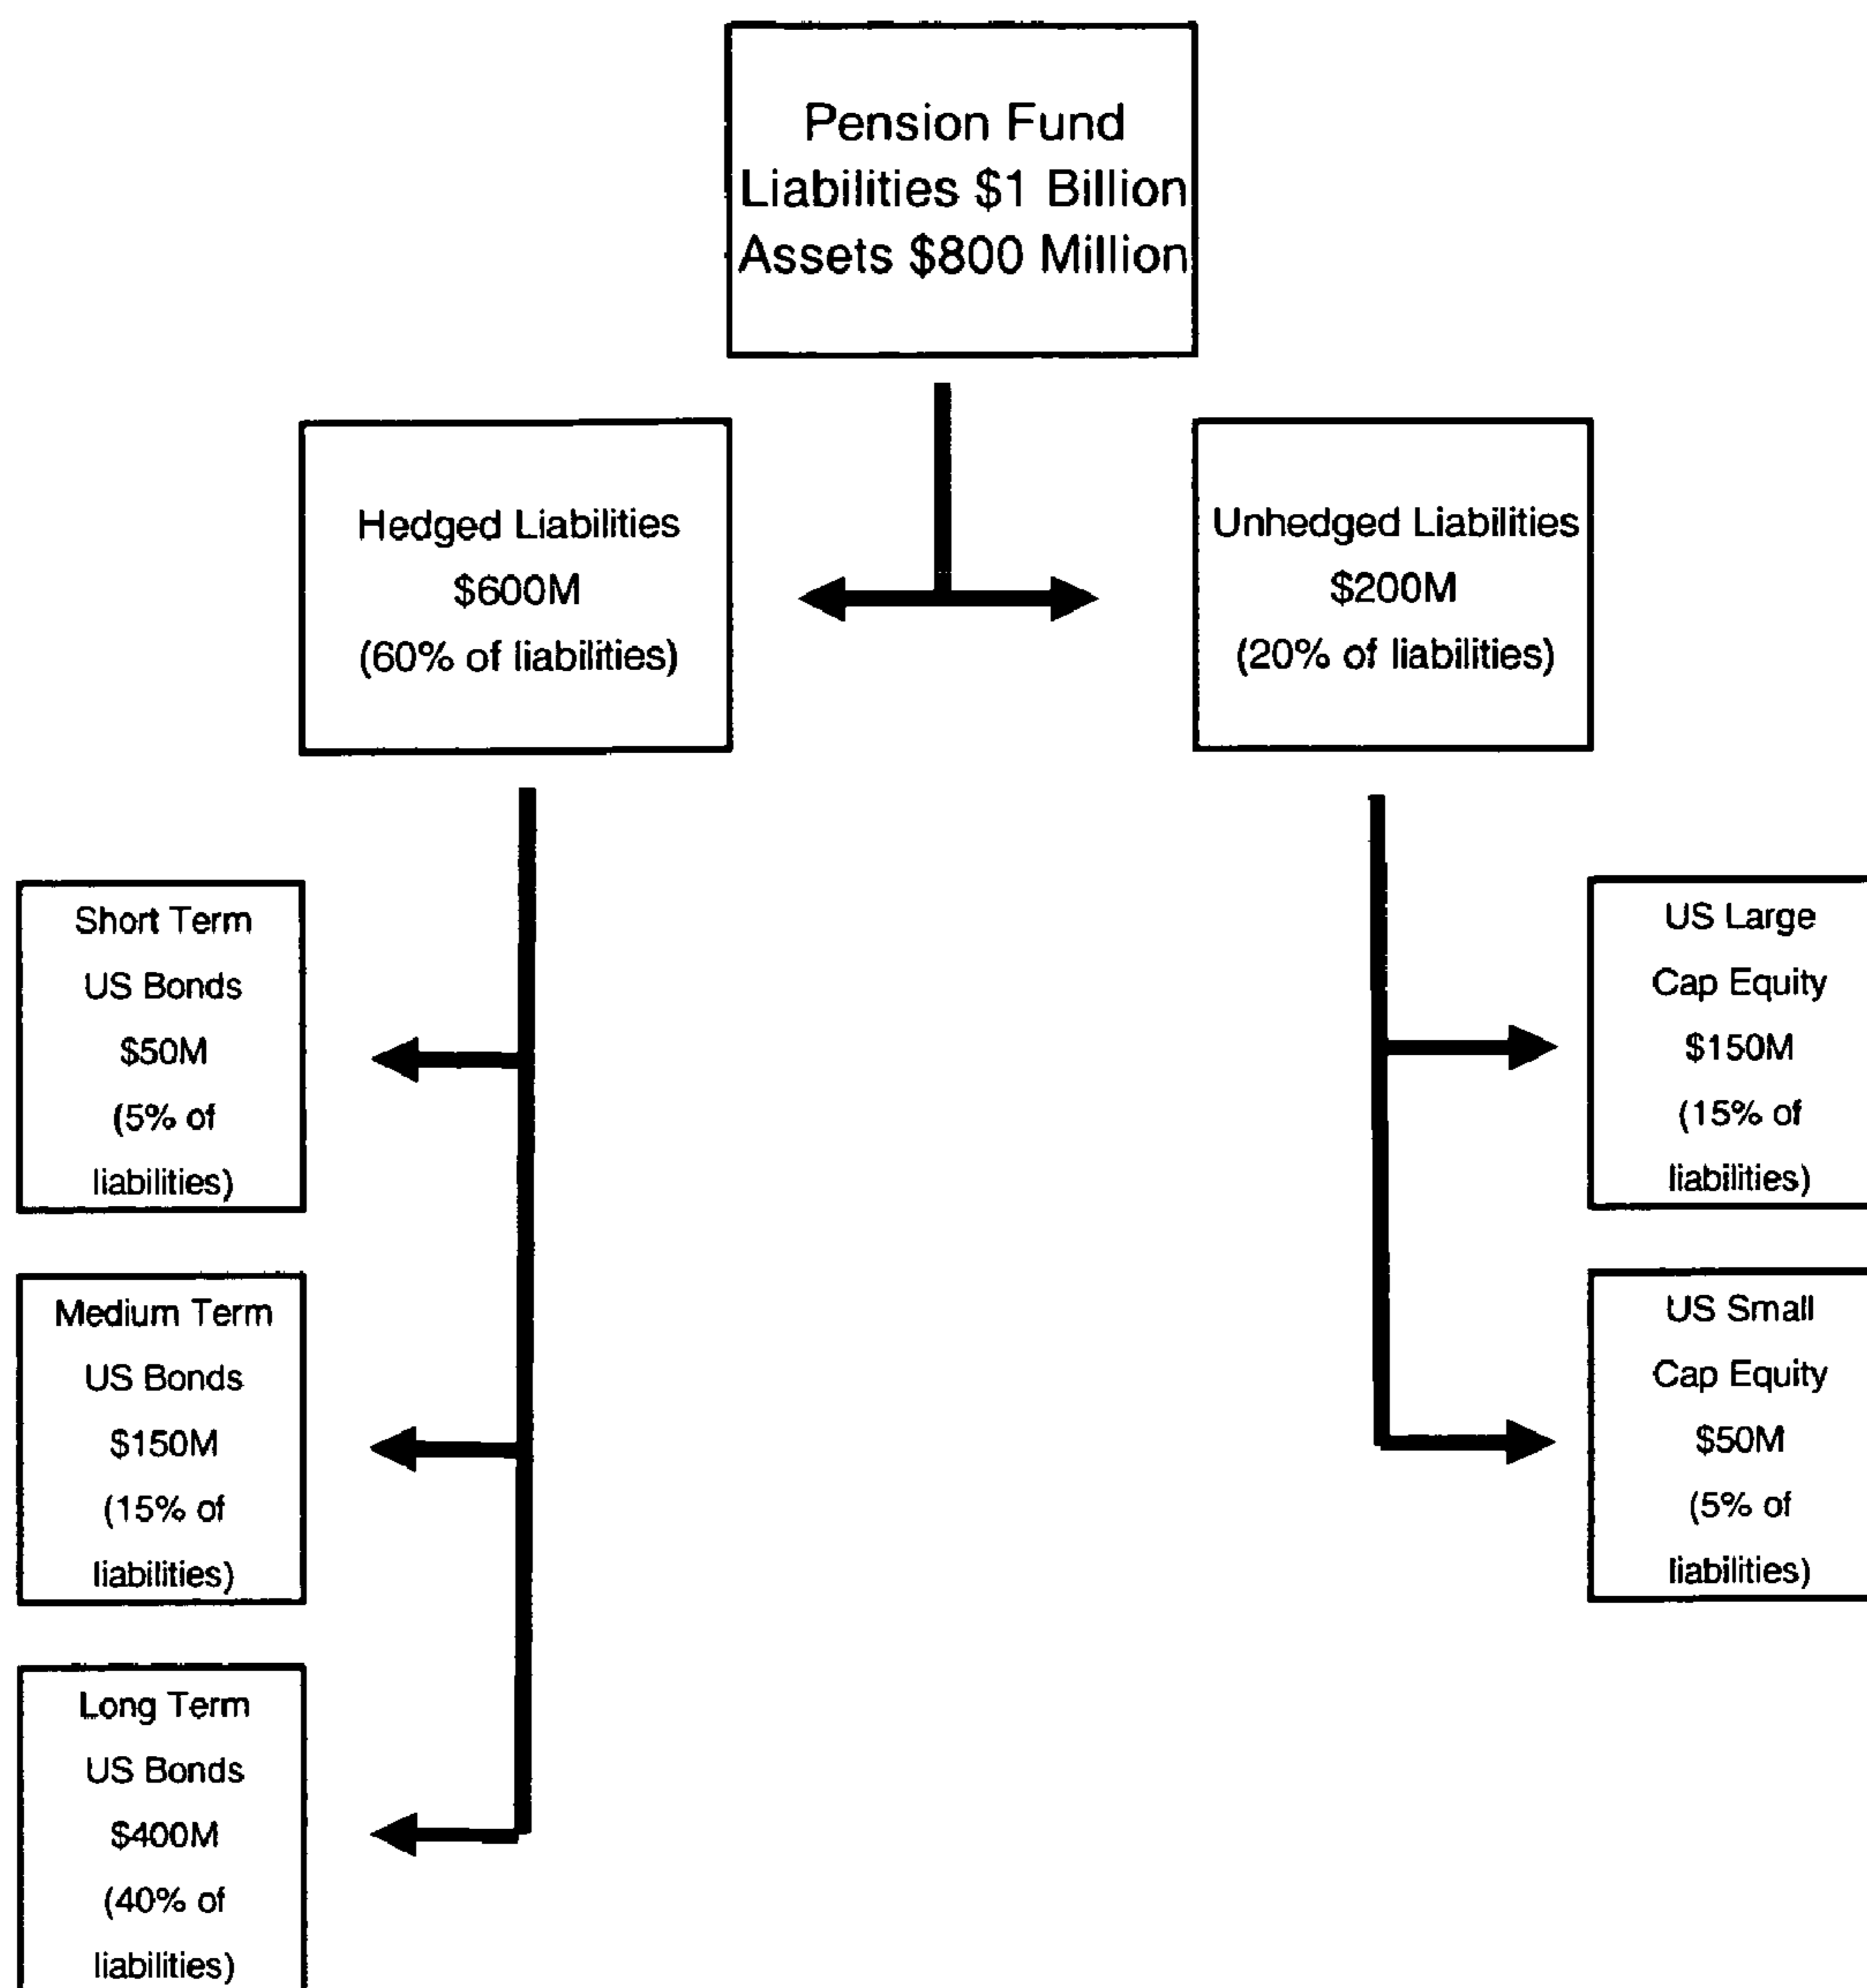 Pension Fund
Liabilities $1 Billion
Assets $800 Million
Hedged Liabilities
$600M
(60% of liabilities)
Unhedged Liabilities
$200M
(20% of liabilities)
Short Term
US Bonds
$50M
(5% of
liabilities)
Medium Term
US Bonds
$150M
(15% of
liabilities)
Long Term
US Bonds
$400M
(40% of
liabilities)
US Large
Cap Equity
$150M
(15% of
liabilities)
US Small
Cap Equity
$50M
(5% of
liabilities)